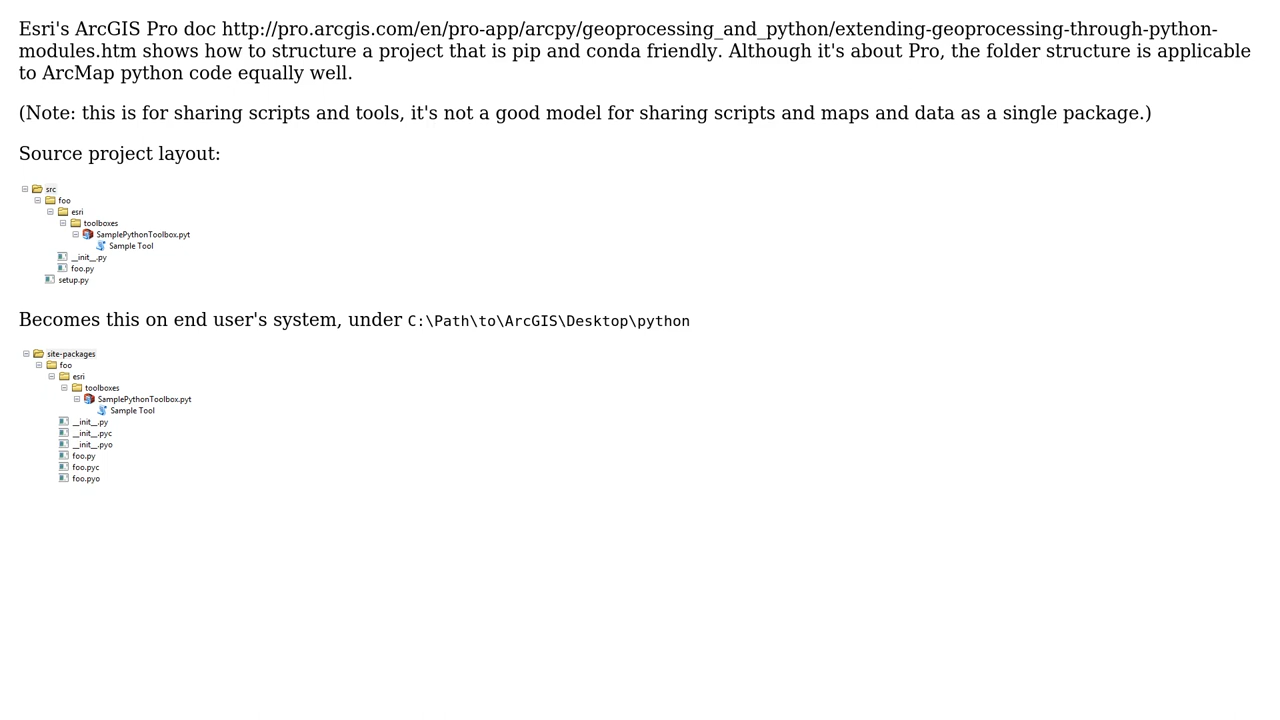 Esri's ArcGIS Pro doc http://pro.arcgis.com/en/pro-app/arcpy/geoprocessing_and_python/extending-geoprocessing-through-python-
modules.htm shows how to structure a project that is pip and conda friendly. Although it's about Pro, the folder structure is applicable
to ArcMap python code equally well.
(Note: this is for sharing scripts and tools, it's not a good model for sharing scripts and maps and data as a single package.)
Source project layout:
src
foo
esri
toolboxes
SamplePythonToolbox.pyt
Sample Tool
__init__.py
foo.py
setup.py
Becomes this on end user's system, under C:\Path\to\ArcGIS\Desktop\python
site-packages
foo
esri
toolboxes
SamplePythonToolbox.pyt
Sample Tool
__init__.py
__init__.pyc
__init__.pyo
foo.py
foo.pyc
foo.pyo